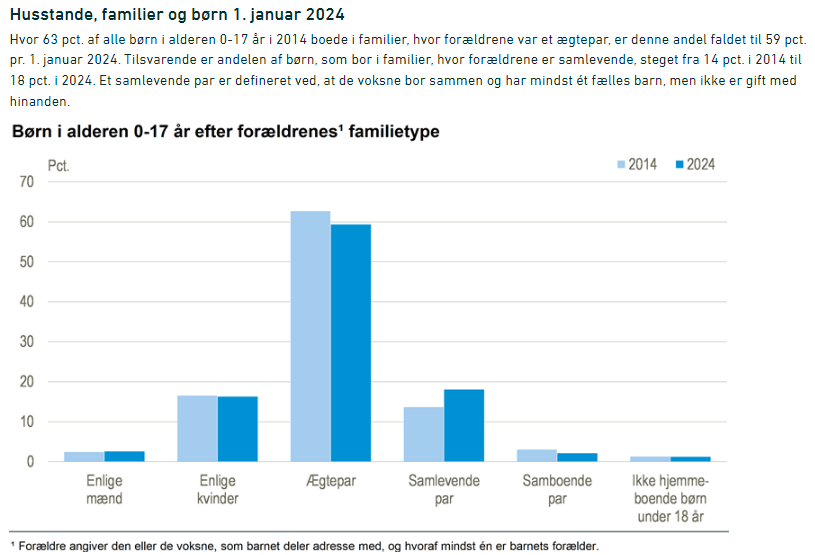 Husstande, familier og børn 1. januar 2024
Hvor 63 pct. af alle børn i alderen 0-17 år i 2014 boede i familier, hvor forældrene var et ægtepar, er denne andel faldet til 59 pct.
pr. 1. januar 2024. Tilsvarende er andelen af børn, som bor i familier, hvor forældrene er samlevende, steget fra 14 pct. i 2014 til
18 pct. i 2024. Et samlevende par er defineret ved, at de voksne bor sammen og har mindst ét fælles barn, men ikke er gift med
hinanden.
Børn i alderen 0-17 år efter forældrenes¹ familietype
Pct.
2014 2024
70
60
50
40
30
20
10
0
Enlige
mænd
Enlige
kvinder
Ægtepar
Samlevende
par
Samboende
par
Ikke hjemme-
boende børn
under 18 år
¹ Forældre angiver den eller de voksne, som barnet deler adresse med, og hvoraf mindst én er barnets forælder.